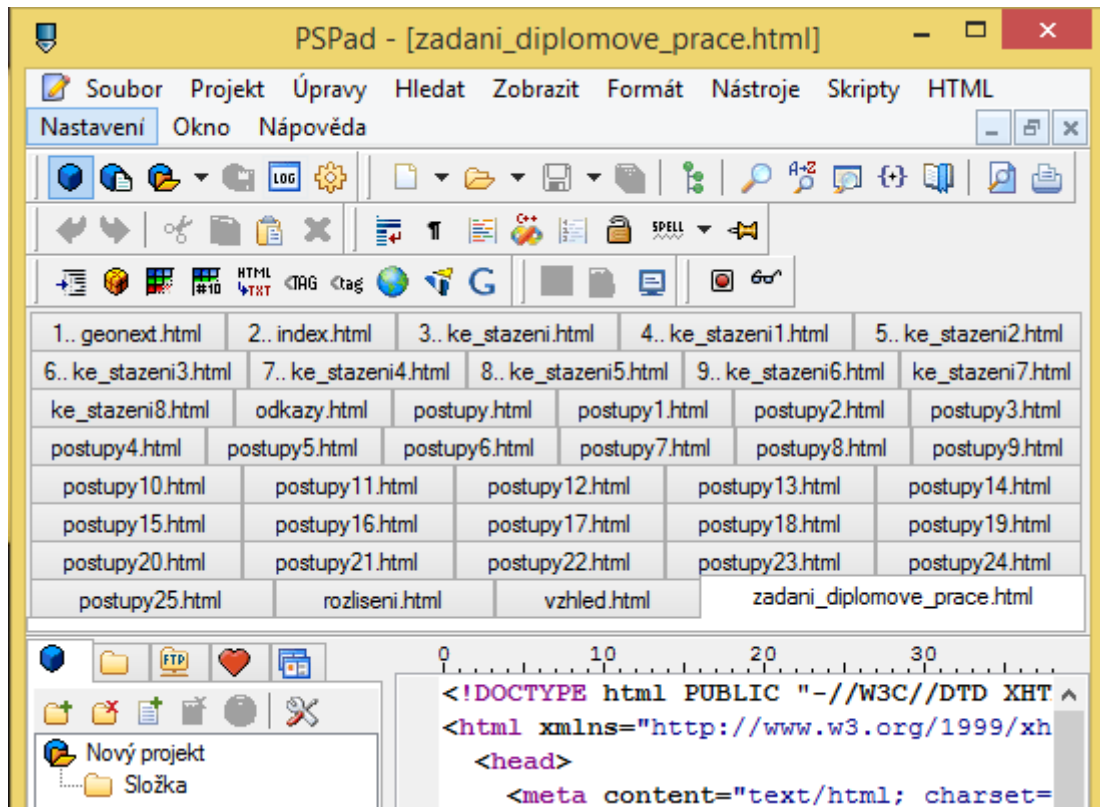 PSPad - [zadani_diplomove_prace.html]
Soubor Projekt Úpravy Hledat Zobrazit Formát Nástroje Skripty HTML
Nastavení Okno Nápověda
LOG A→Z
C++ SPELL
#10 HTML TXT <TAG <tag G
1.. geonext.html 2.. index.html 3.. ke_stazeni.html 4.. ke_stazeni1.html 5.. ke_stazeni2.html
6.. ke_stazeni3.html 7.. ke_stazeni4.html 8.. ke_stazeni5.html 9.. ke_stazeni6.html ke_stazeni7.html
ke_stazeni8.html odkazy.html postupy.html postupy1.html postupy2.html postupy3.html
postupy4.html postupy5.html postupy6.html postupy7.html postupy8.html postupy9.html
postupy10.html postupy11.html postupy12.html postupy13.html postupy14.html
postupy15.html postupy16.html postupy17.html postupy18.html postupy19.html
postupy20.html postupy21.html postupy22.html postupy23.html postupy24.html
postupy25.html rozliseni.html vzhled.html zadani_diplomove_prace.html
FTP
0 10 20 30
<!DOCTYPE html PUBLIC "-//W3C//DTD XHT
<html xmlns="http://www.w3.org/1999/xh
<head>
<meta content="text/html; charset=
Nový projekt
Složka